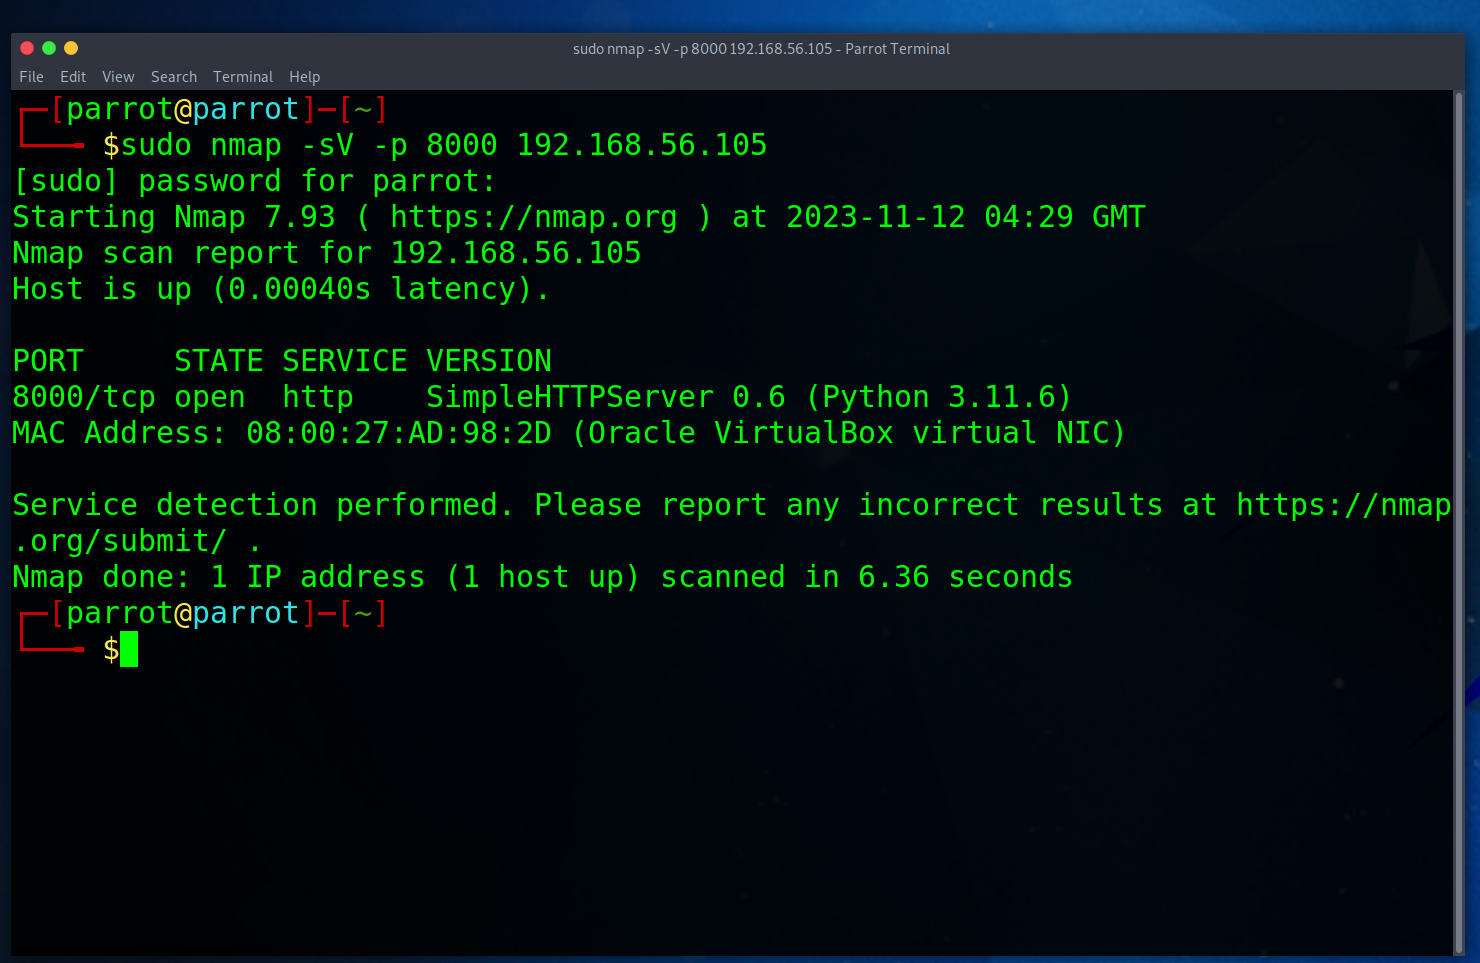 sudo nmap -sV -p 8000 192.168.56.105 - Parrot Terminal
File Edit View Search Terminal Help
┌─[parrot@parrot]─[~]
└──╼ $sudo nmap -sV -p 8000 192.168.56.105
[sudo] password for parrot:
Starting Nmap 7.93 ( https://nmap.org ) at 2023-11-12 04:29 GMT
Nmap scan report for 192.168.56.105
Host is up (0.00040s latency).
PORT     STATE SERVICE VERSION
8000/tcp open  http    SimpleHTTPServer 0.6 (Python 3.11.6)
MAC Address: 08:00:27:AD:98:2D (Oracle VirtualBox virtual NIC)
Service detection performed. Please report any incorrect results at https://nmap
.org/submit/ .
Nmap done: 1 IP address (1 host up) scanned in 6.36 seconds
┌─[parrot@parrot]─[~]
└──╼ $